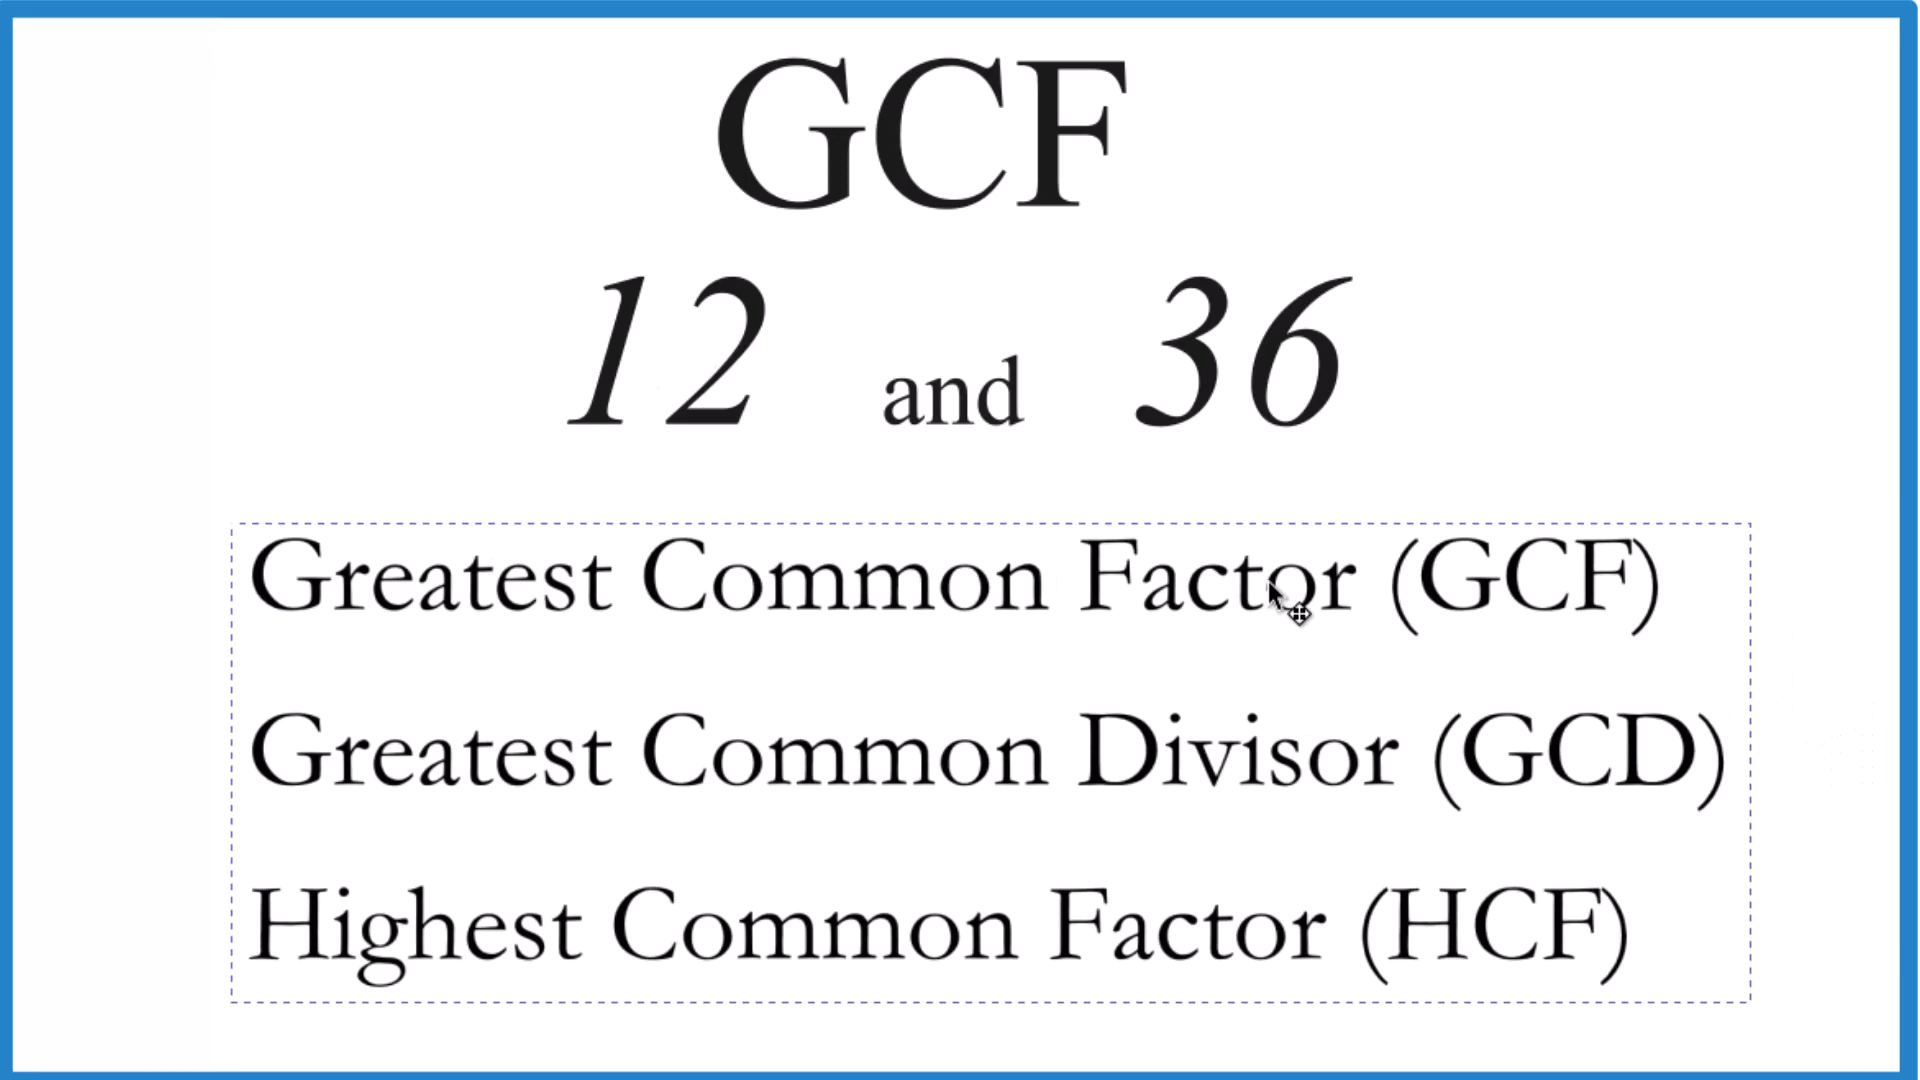 GCF
12 and 36
Greatest Common Factor (GCF)
Greatest Common Divisor (GCD)
Highest Common Factor (HCF)